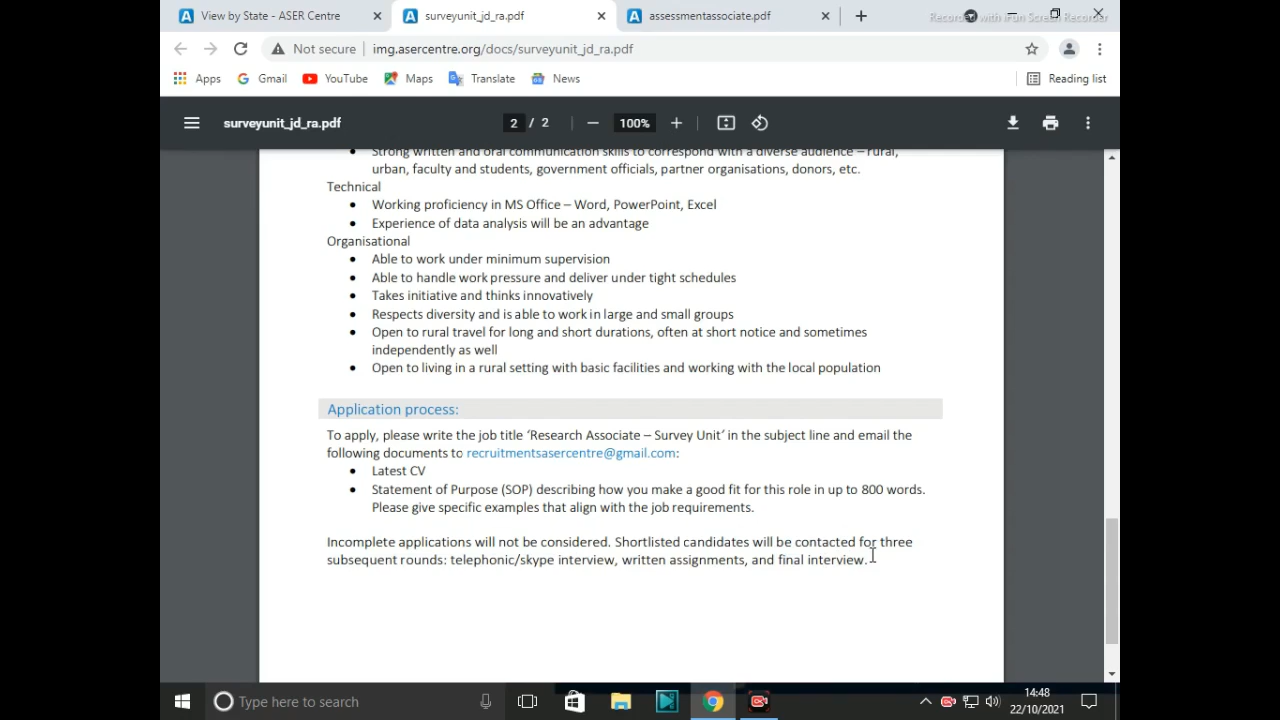 View by State - ASER Centre
surveyunit_jd_ra.pdf
assessmentassociate.pdf
Recorded with iFun Screen Recorder
Not secure
img.asercentre.org/docs/surveyunit_jd_ra.pdf
Apps
Gmail
YouTube
Maps
Translate
News
Reading list
surveyunit_jd_ra.pdf
2 / 2
100%
• Strong written and oral communication skills to correspond with a diverse audience – rural,
urban, faculty and students, government officials, partner organisations, donors, etc.
Technical
• Working proficiency in MS Office – Word, PowerPoint, Excel
• Experience of data analysis will be an advantage
Organisational
• Able to work under minimum supervision
• Able to handle work pressure and deliver under tight schedules
• Takes initiative and thinks innovatively
• Respects diversity and is able to work in large and small groups
• Open to rural travel for long and short durations, often at short notice and sometimes
independently as well
• Open to living in a rural setting with basic facilities and working with the local population
Application process:
To apply, please write the job title ‘Research Associate – Survey Unit’ in the subject line and email the
following documents to recruitmentsasercentre@gmail.com:
• Latest CV
• Statement of Purpose (SOP) describing how you make a good fit for this role in up to 800 words.
Please give specific examples that align with the job requirements.
Incomplete applications will not be considered. Shortlisted candidates will be contacted for three
subsequent rounds: telephonic/skype interview, written assignments, and final interview.
Type here to search
14:48
22/10/2021